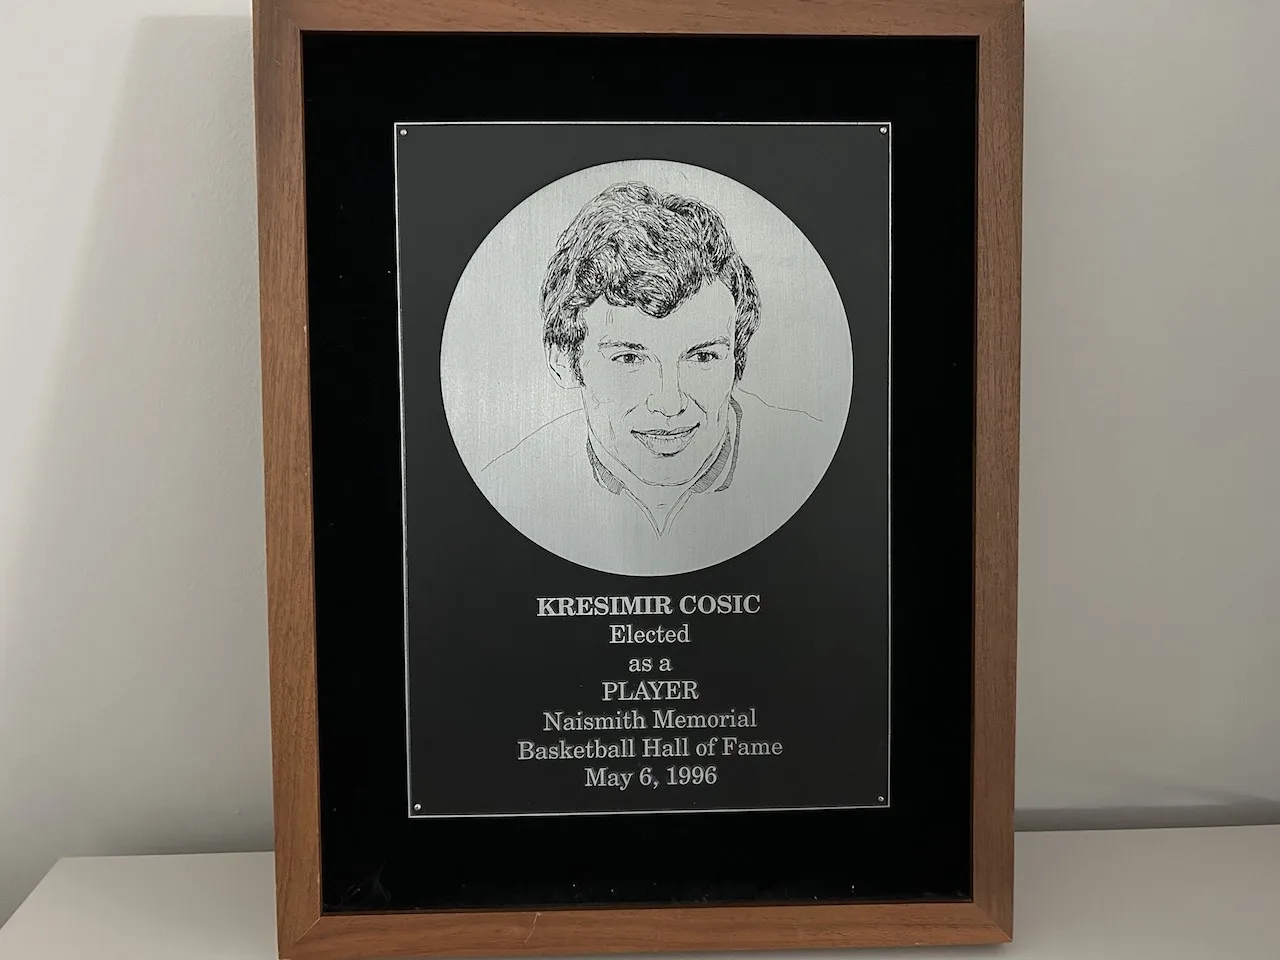 KRESIMIR COSIC
Elected
as a
PLAYER
Naismith Memorial
Basketball Hall of Fame
May 6, 1996